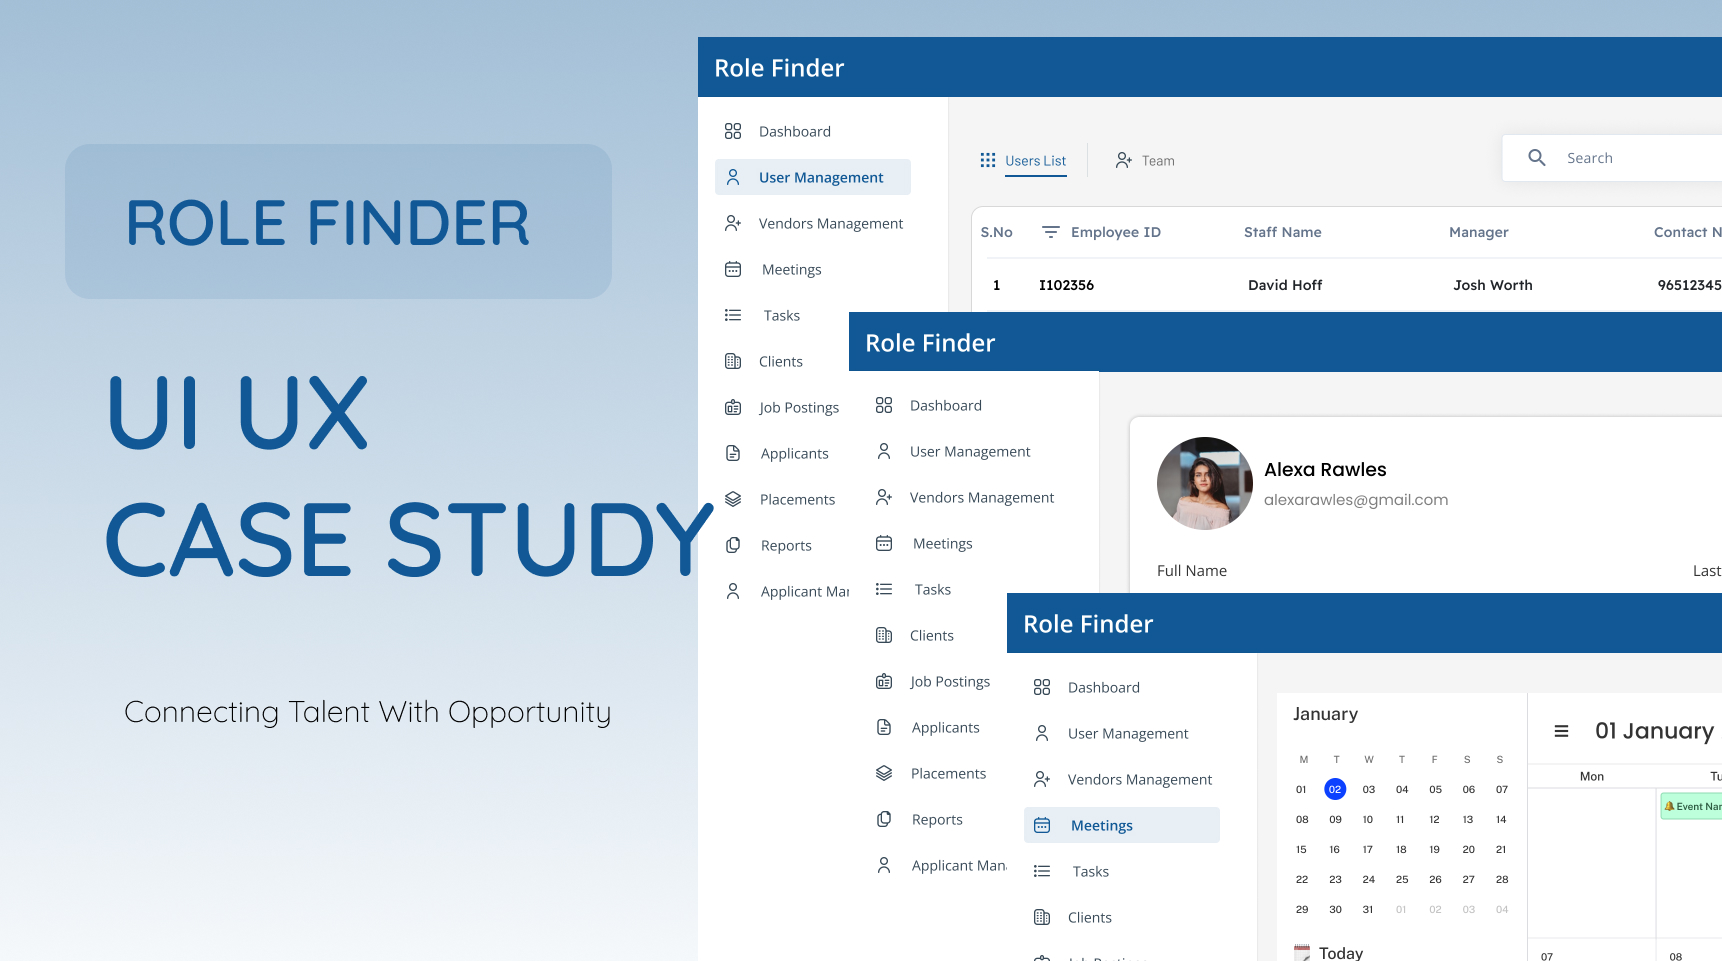 ROLE FINDER
UI UX
CASE STUDY
Connecting Talent With Opportunity
Role Finder
Dashboard
User Management
Vendors Management
Meetings
Tasks
Clients
Job Postings
Applicants
Placements
Reports
Applicant
Users List
Team
Search
S.No Employee ID Staff Name Manager Contact
1 I102356 David Hoff Josh Worth 96512345
Role Finder
Dashboard
User Management
Vendors Management
Meetings
Tasks
Clients
Job Postings
Applicants
Placements
Reports
Applicant
Alexa Rawles
alexarawles@gmail.com
Full Name Last
Role Finder
Dashboard
User Management
Vendors Management
Meetings
Tasks
Clients
January
M T W T F S S
01 02 03 04 05 06 07
08 09 10 11 12 13 14
15 16 17 18 19 20 21
22 23 24 25 26 27 28
29 30 31 01 02 03 04
Today
01 January
Mon Tu
Event
07 08